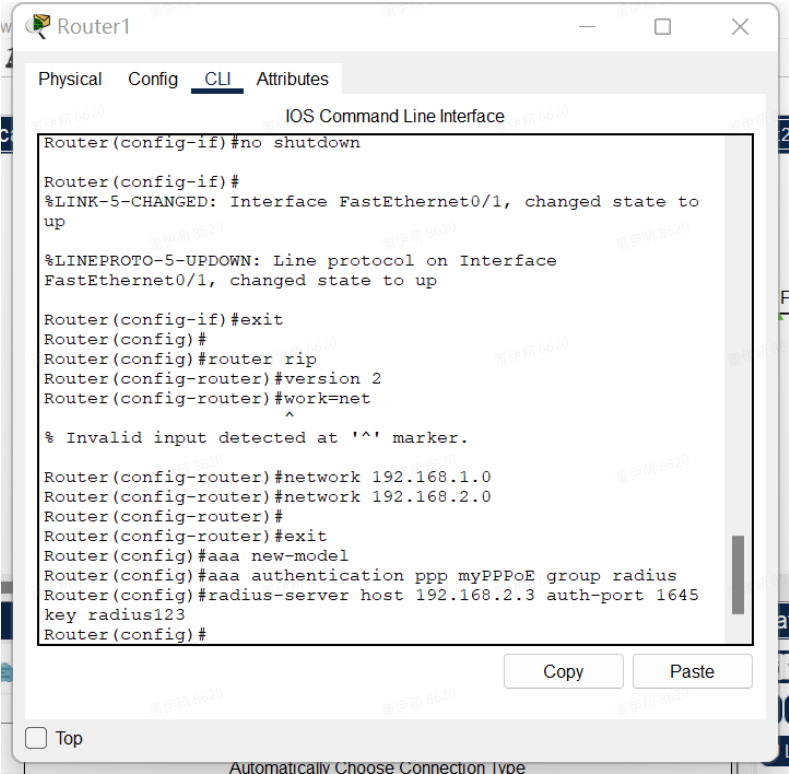 Router1
Physical Config CLI Attributes
IOS Command Line Interface
Router(config-if)#no shutdown
Router(config-if)#
%LINK-5-CHANGED: Interface FastEthernet0/1, changed state to
up
%LINEPROTO-5-UPDOWN: Line protocol on Interface
FastEthernet0/1, changed state to up
Router(config-if)#exit
Router(config)#
Router(config)#router rip
Router(config-router)#version 2
Router(config-router)#work=net
^
% Invalid input detected at '^' marker.
Router(config-router)#network 192.168.1.0
Router(config-router)#network 192.168.2.0
Router(config-router)#
Router(config-router)#exit
Router(config)#aaa new-model
Router(config)#aaa authentication ppp myPPPoE group radius
Router(config)#radius-server host 192.168.2.3 auth-port 1645
key radius123
Router(config)#
Copy Paste
Top
Automatically Choose Connection Type